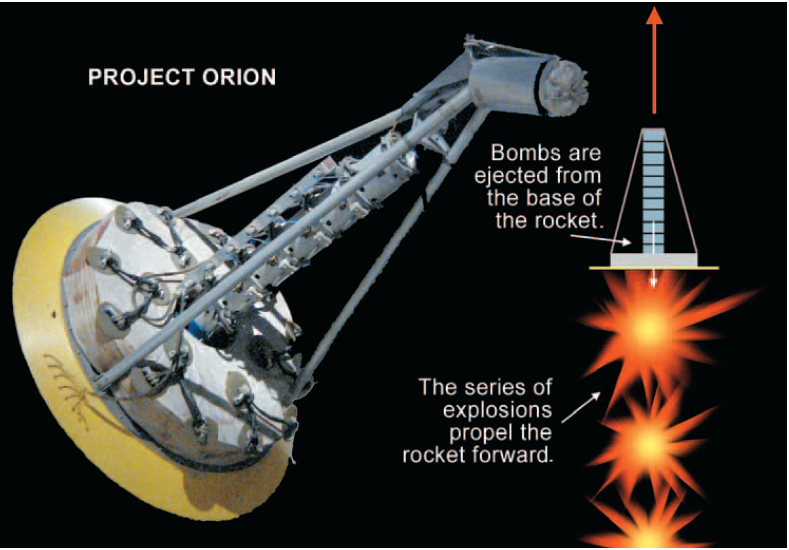 PROJECT ORION
Bombs are
ejected from
the base of
the rocket.
The series of
explosions
propel the
rocket forward.